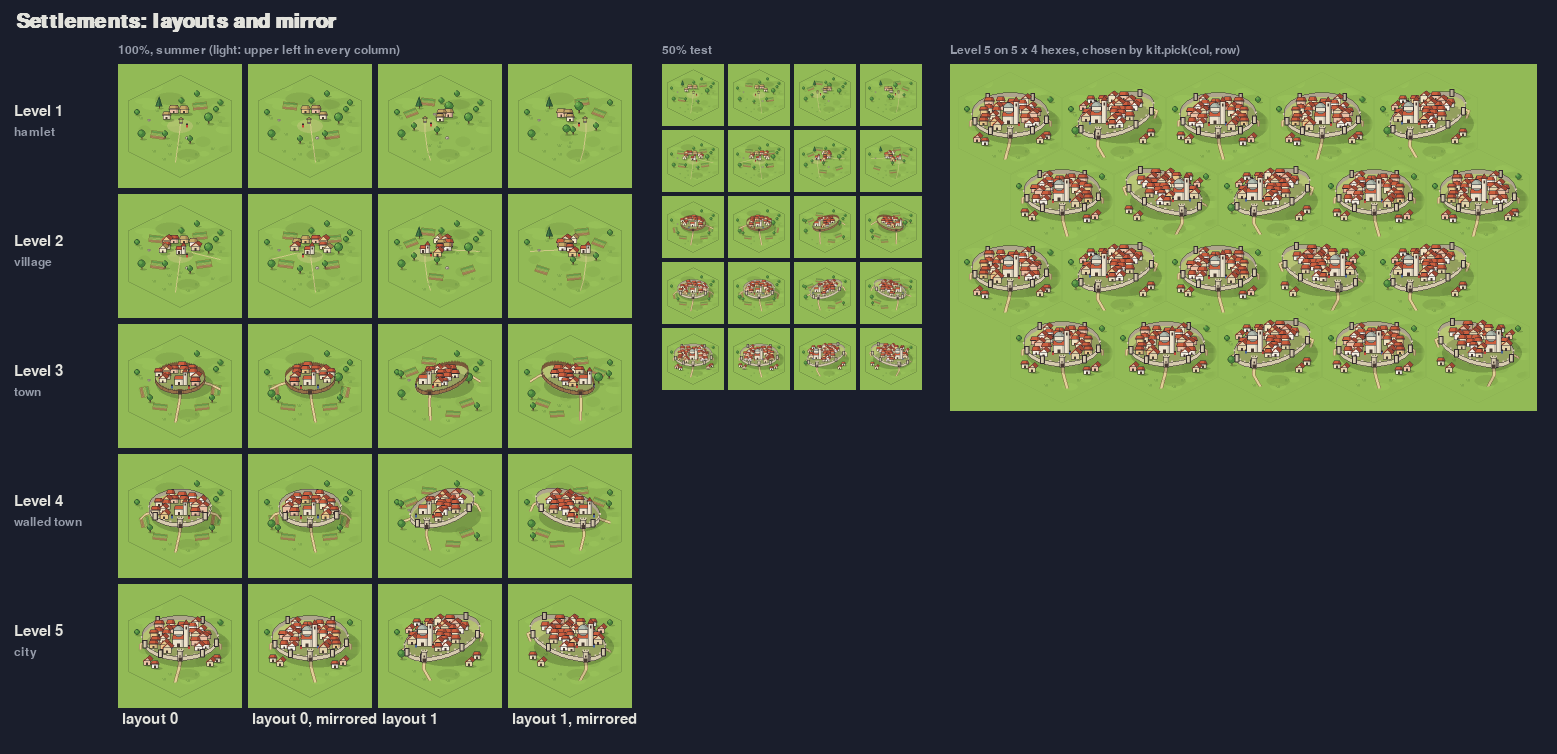 Settlements: layouts and mirror
100%, summer (light: upper left in every column)
50% test
Level 5 on 5 x 4 hexes, chosen by kit.pick(col, row)
Level 1
hamlet
Level 2
village
Level 3
town
Level 4
walled town
Level 5
city
layout 0
layout 0, mirrored
layout 1
layout 1, mirrored